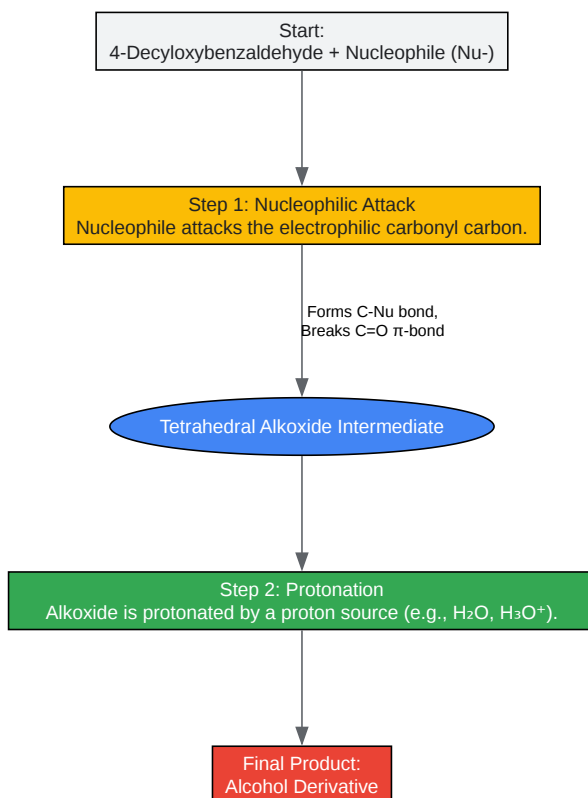 Start:
4-Decyloxybenzaldehyde + Nucleophile (Nu-)
Step 1: Nucleophilic Attack
Nucleophile attacks the electrophilic carbonyl carbon.
Forms C-Nu bond,
Breaks C=O π-bond
Tetrahedral Alkoxide Intermediate
Step 2: Protonation
Alkoxide is protonated by a proton source (e.g., H₂O, H₃O⁺).
Final Product:
Alcohol Derivative